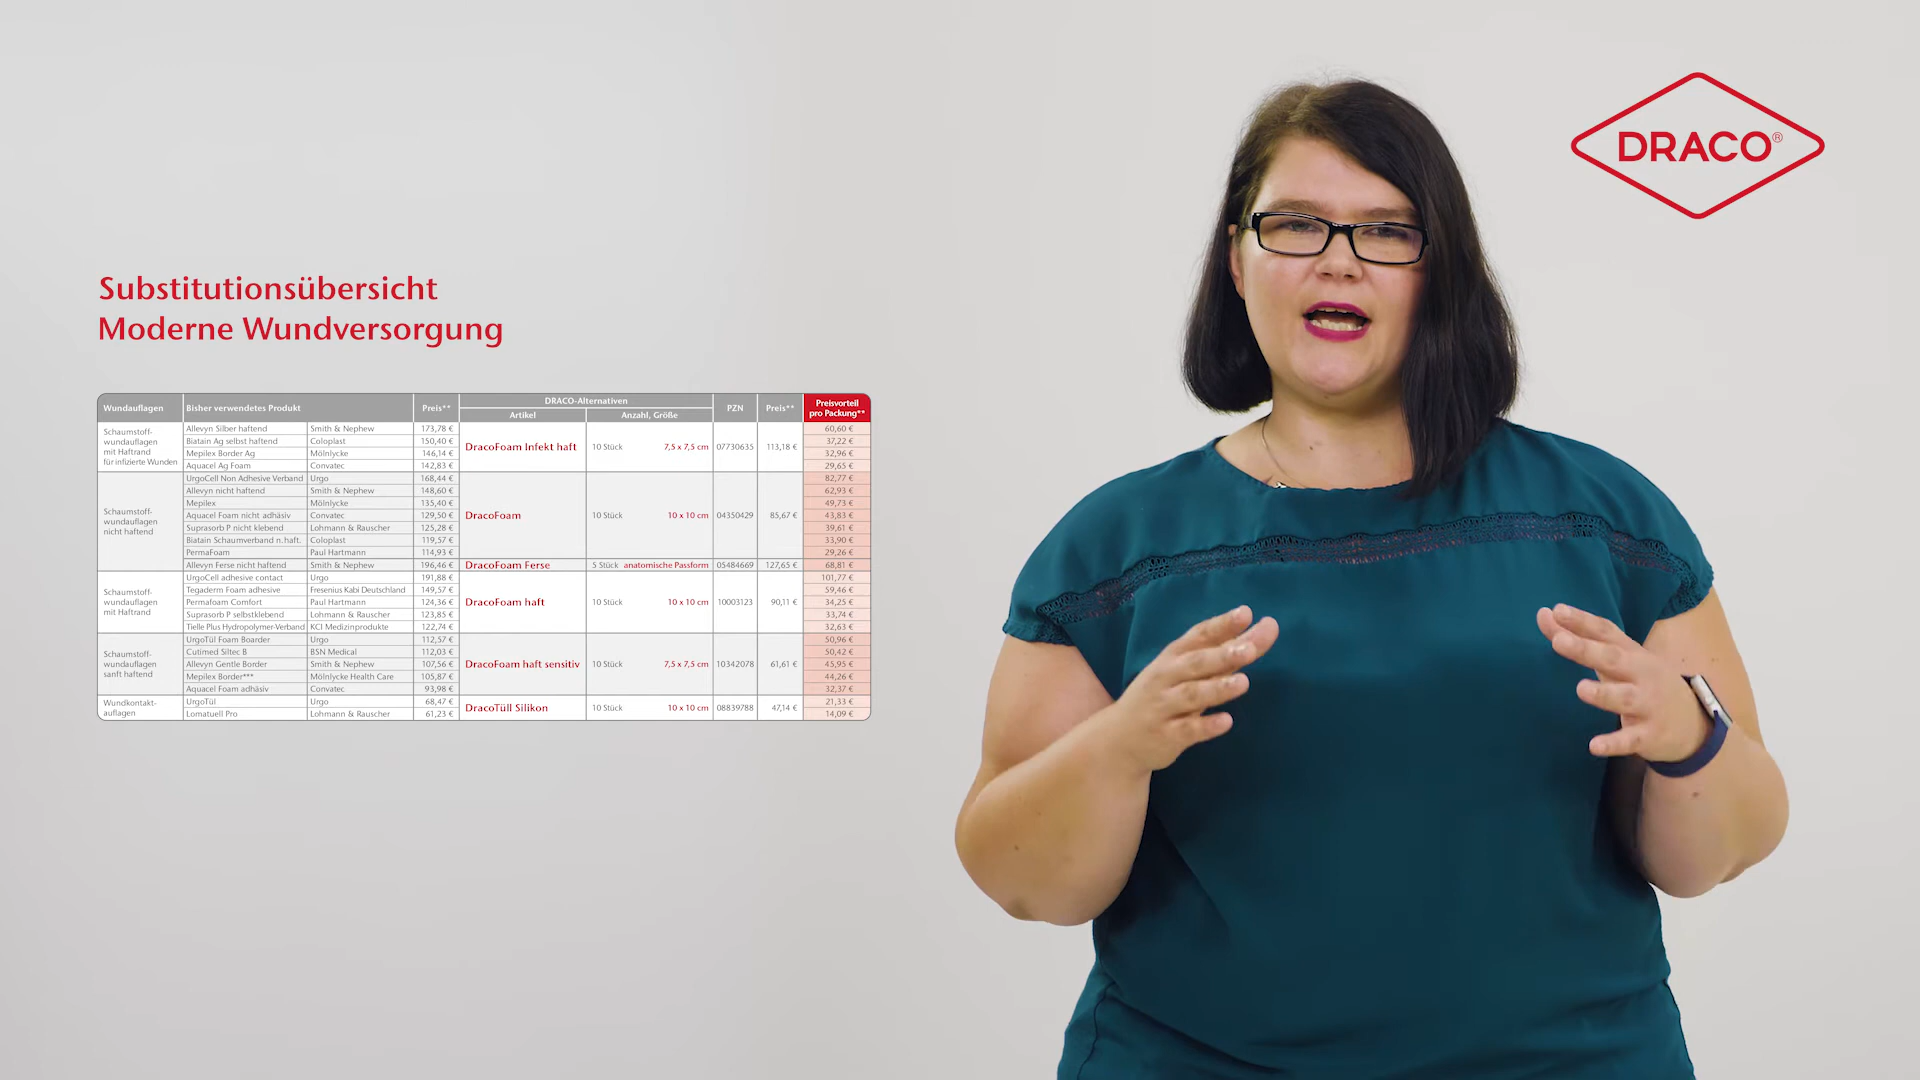 DRACO®
Substitutionsübersicht
Moderne Wundversorgung
Wundauflagen Bisher verwendetes Produkt Preis** DRACO-Alternativen PZN Preis** Preisvorteil pro Packung**
Artikel Anzahl, Größe
Schaumstoff-
wundauflagen
mit Haftrand
für infizierte Wunden
Allevyn Silber haftend Smith & Nephew 173,78 € 60,60 €
Biatain Ag selbst haftend Coloplast 150,40 € 37,22 €
DracoFoam Infekt haft 10 Stück 7,5 x 7,5 cm 07730635 113,18 €
Mepilex Border Ag Mölnlycke 146,14 € 32,96 €
Aquacel Ag Foam Convatec 142,83 € 29,65 €
Schaumstoff-
wundauflagen
nicht haftend
UrgoCell Non Adhesive Verband Urgo 168,44 € 82,77 €
Allevyn nicht haftend Smith & Nephew 148,60 € 62,93 €
Mepilex Mölnlycke 135,40 € 49,73 €
Aquacel Foam nicht adhäsiv Convatec 129,50 € DracoFoam 10 Stück 10 x 10 cm 04350429 85,67 € 43,83 €
Suprasorb P nicht klebend Lohmann & Rauscher 125,28 € 39,61 €
Biatain Schaumverband n.haft. Coloplast 119,57 € 33,90 €
PermaFoam Paul Hartmann 114,93 € 29,26 €
Allevyn Ferse nicht haftend Smith & Nephew 196,46 € DracoFoam Ferse 5 Stück anatomische Passform 05484669 127,65 € 68,81 €
Schaumstoff-
wundauflagen
mit Haftrand
UrgoCell adhesive contact Urgo 191,88 € 101,77 €
Tegaderm Foam adhesive Fresenius Kabi Deutschland 149,57 € 59,46 €
Permafoam Comfort Paul Hartmann 124,36 € DracoFoam haft 10 Stück 10 x 10 cm 10003123 90,11 € 34,25 €
Suprasorb P selbstklebend Lohmann & Rauscher 123,85 € 33,74 €
Tielle Plus Hydropolymer-Verband KCI Medizinprodukte 122,74 € 32,63 €
Schaumstoff-
wundauflagen
sanft haftend
UrgoTül Foam Boarder Urgo 112,57 € 50,96 €
Cutimed Siltec B BSN Medical 112,03 € 50,42 €
Allevyn Gentle Border Smith & Nephew 107,56 € DracoFoam haft sensitiv 10 Stück 7,5 x 7,5 cm 10342078 61,61 € 45,95 €
Mepilex Border*** Mölnlycke Health Care 105,87 € 44,26 €
Aquacel Foam adhäsiv Convatec 93,98 € 32,37 €
Wundkontakt-
auflagen
UrgoTül Urgo 68,47 € 21,33 €
DracoTüll Silikon 10 Stück 10 x 10 cm 08839788 47,14 €
Lomatuell Pro Lohmann & Rauscher 61,23 € 14,09 €